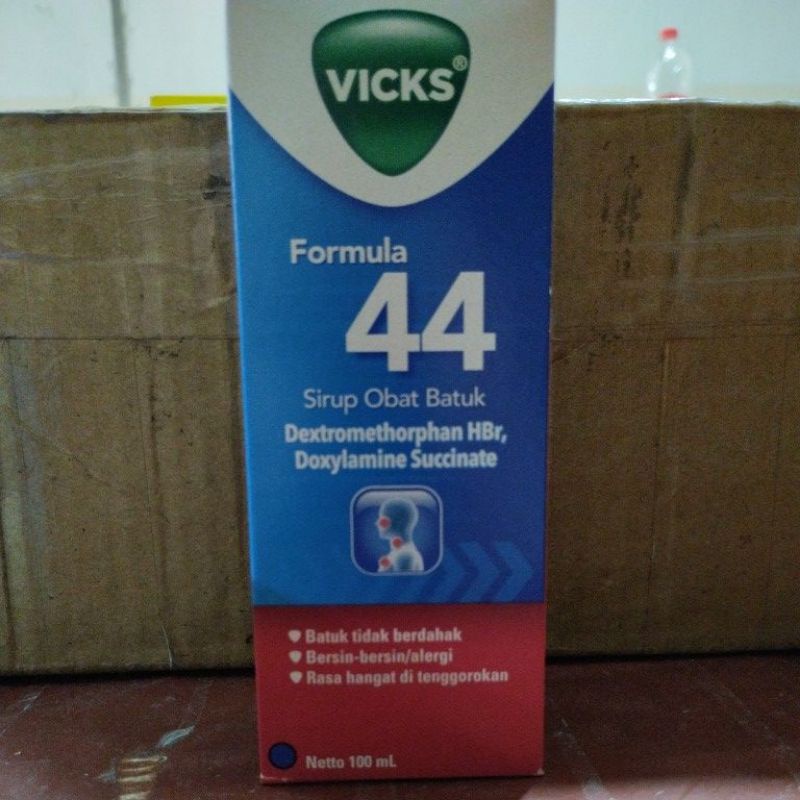 VICKS®
Formula
44
Sirup Obat Batuk
Dextromethorphan HBr,
Doxylamine Succinate
Batuk tidak berdahak
Bersin-bersin/alergi
Rasa hangat di tenggorokan
Netto 100 mL